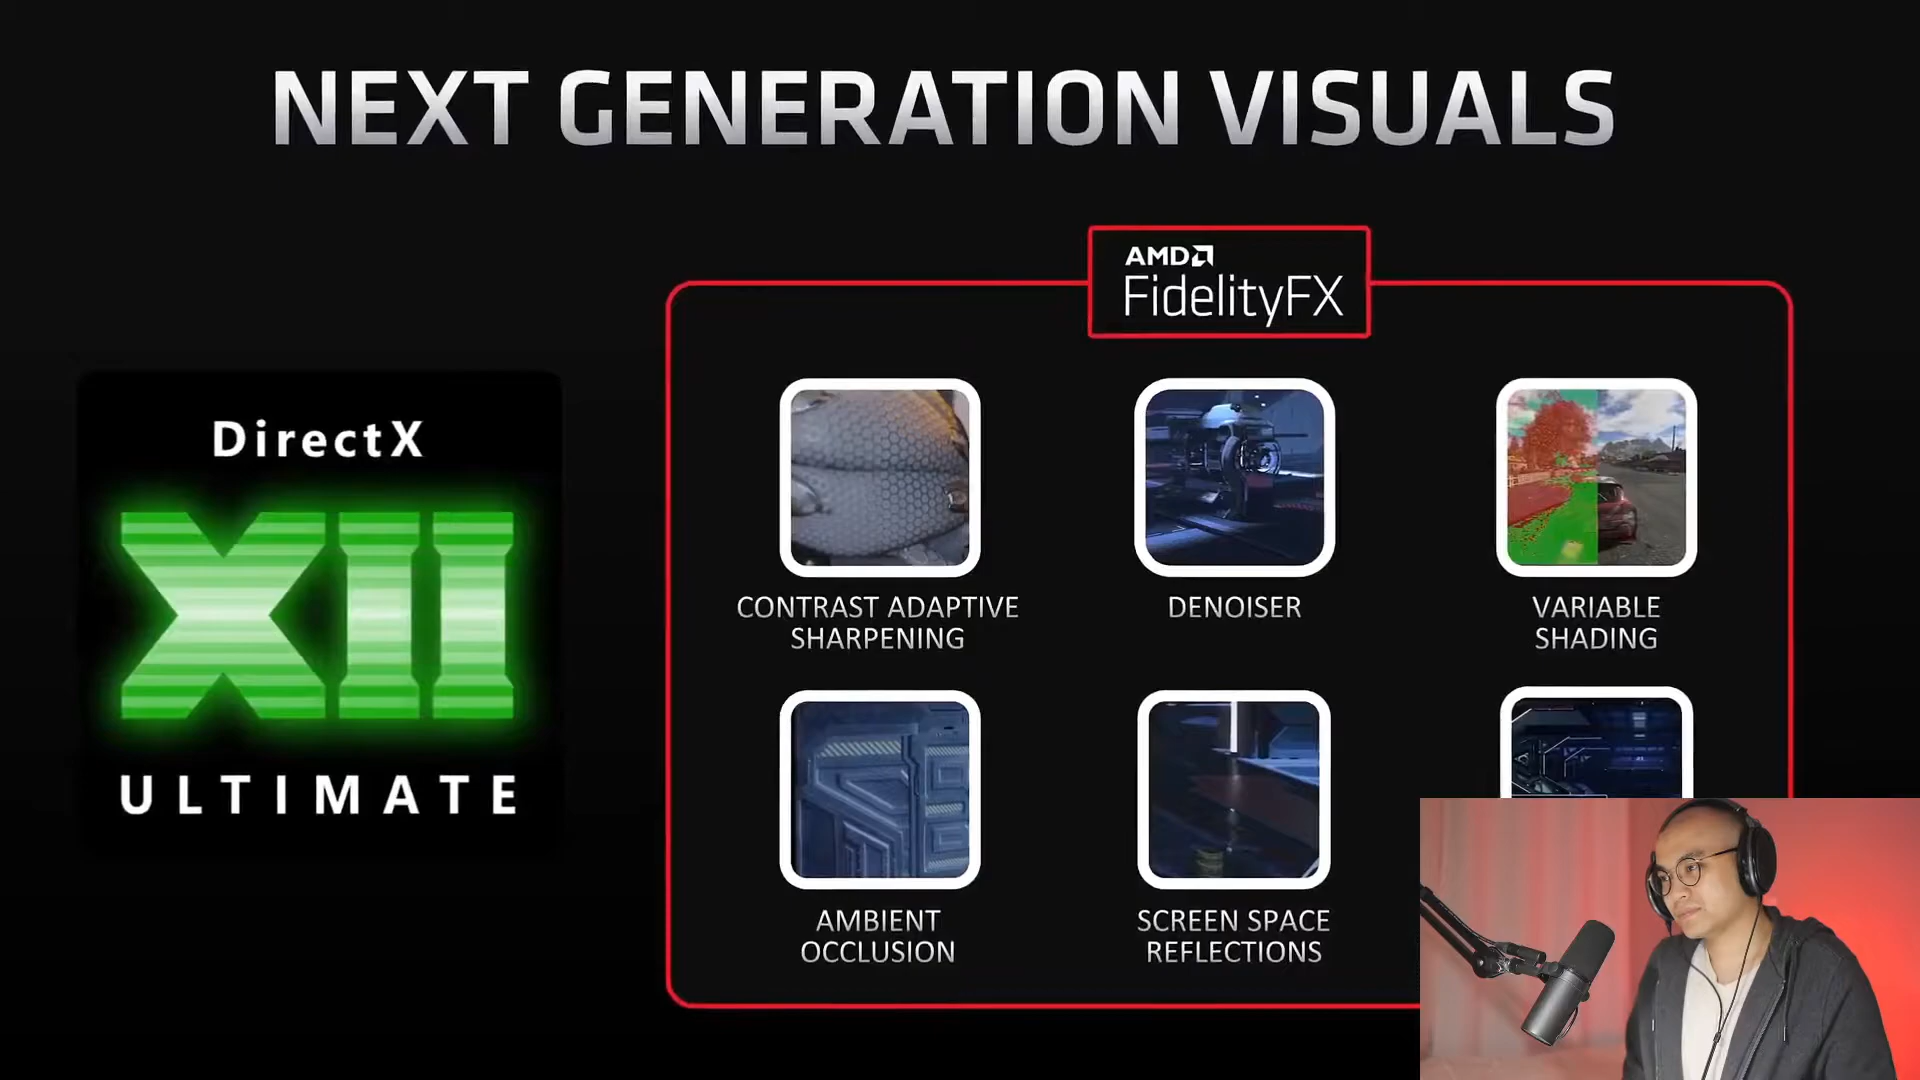 NEXT GENERATION VISUALS
AMD
FidelityFX
DirectX
XII
ULTIMATE
CONTRAST ADAPTIVE
SHARPENING
DENOISER
VARIABLE
SHADING
AMBIENT
OCCLUSION
SCREEN SPACE
REFLECTIONS